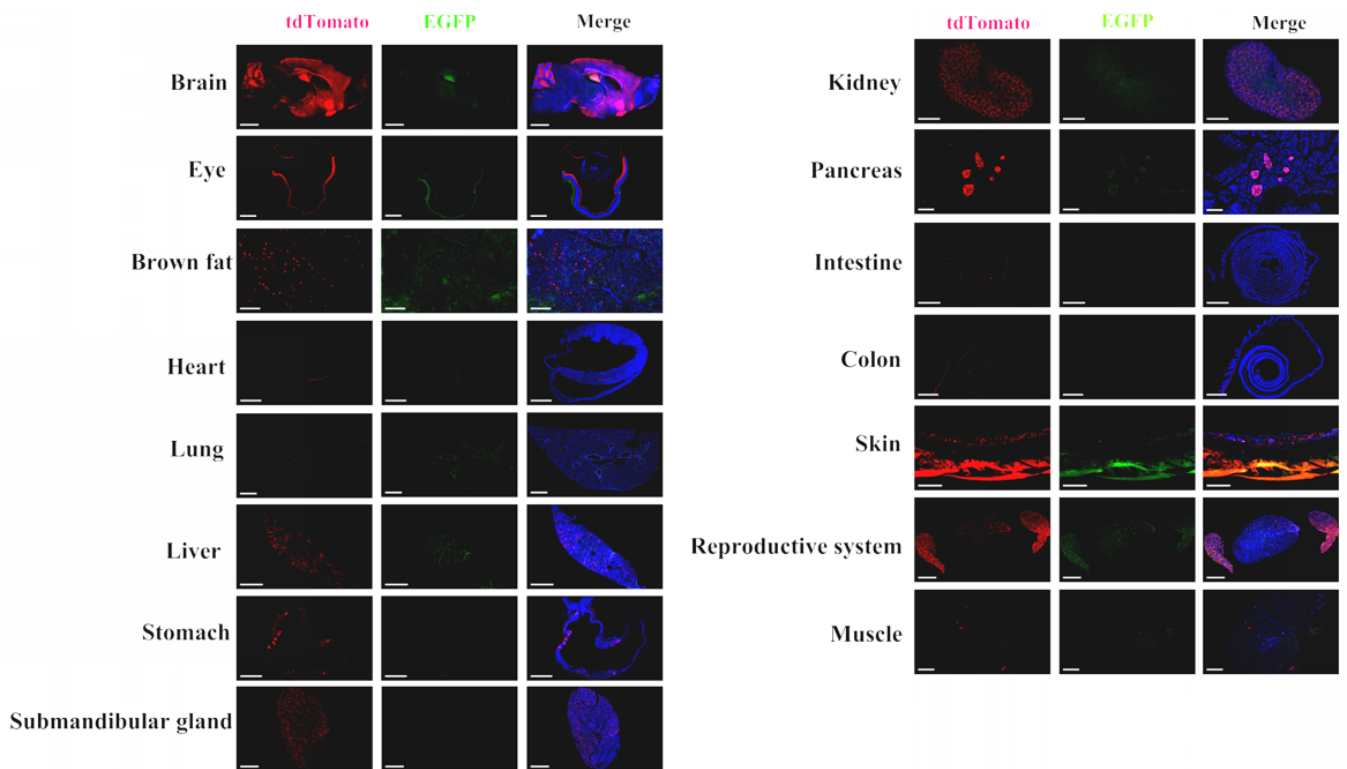 tdTomato EGFP Merge
Brain
Eye
Brown fat
Heart
Lung
Liver
Stomach
Submandibular gland
tdTomato EGFP Merge
Kidney
Pancreas
Intestine
Colon
Skin
Reproductive system
Muscle